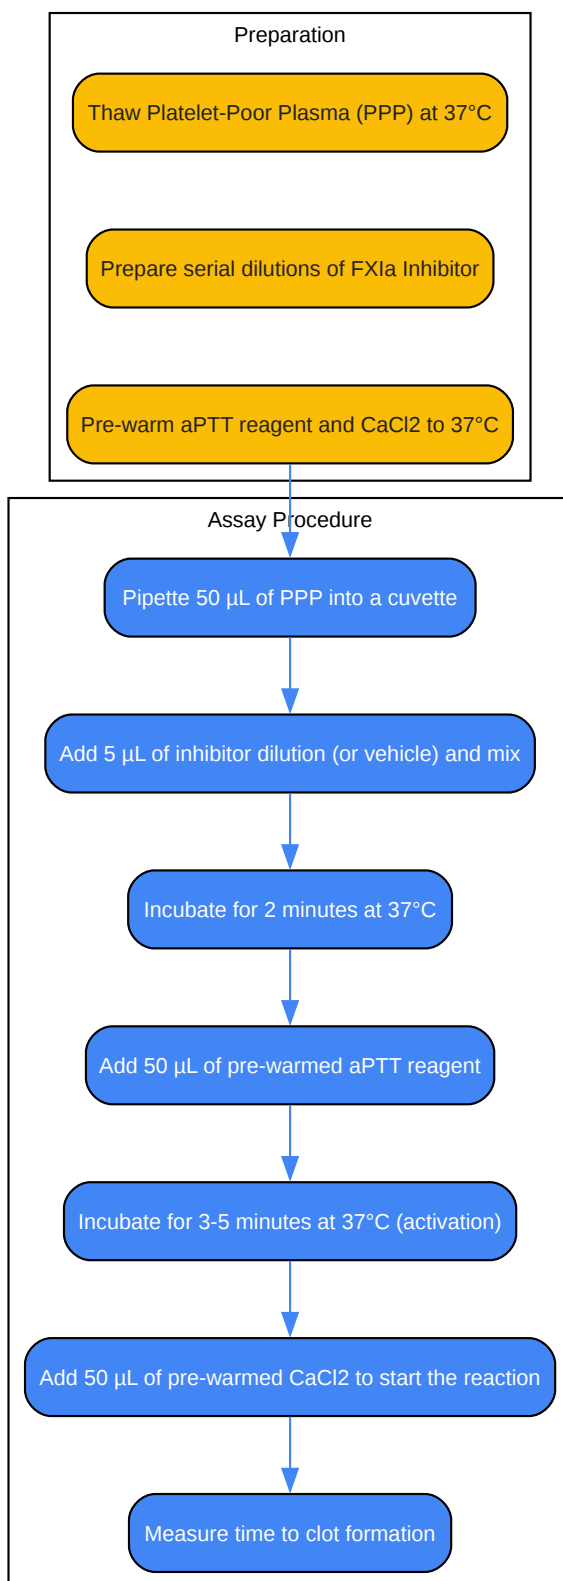 Preparation
Thaw Platelet-Poor Plasma (PPP) at 37°C
Prepare serial dilutions of FXIa Inhibitor
Pre-warm aPTT reagent and CaCl2 to 37°C
Assay Procedure
Pipette 50 µL of PPP into a cuvette
Add 5 µL of inhibitor dilution (or vehicle) and mix
Incubate for 2 minutes at 37°C
Add 50 µL of pre-warmed aPTT reagent
Incubate for 3-5 minutes at 37°C (activation)
Add 50 µL of pre-warmed CaCl2 to start the reaction
Measure time to clot formation